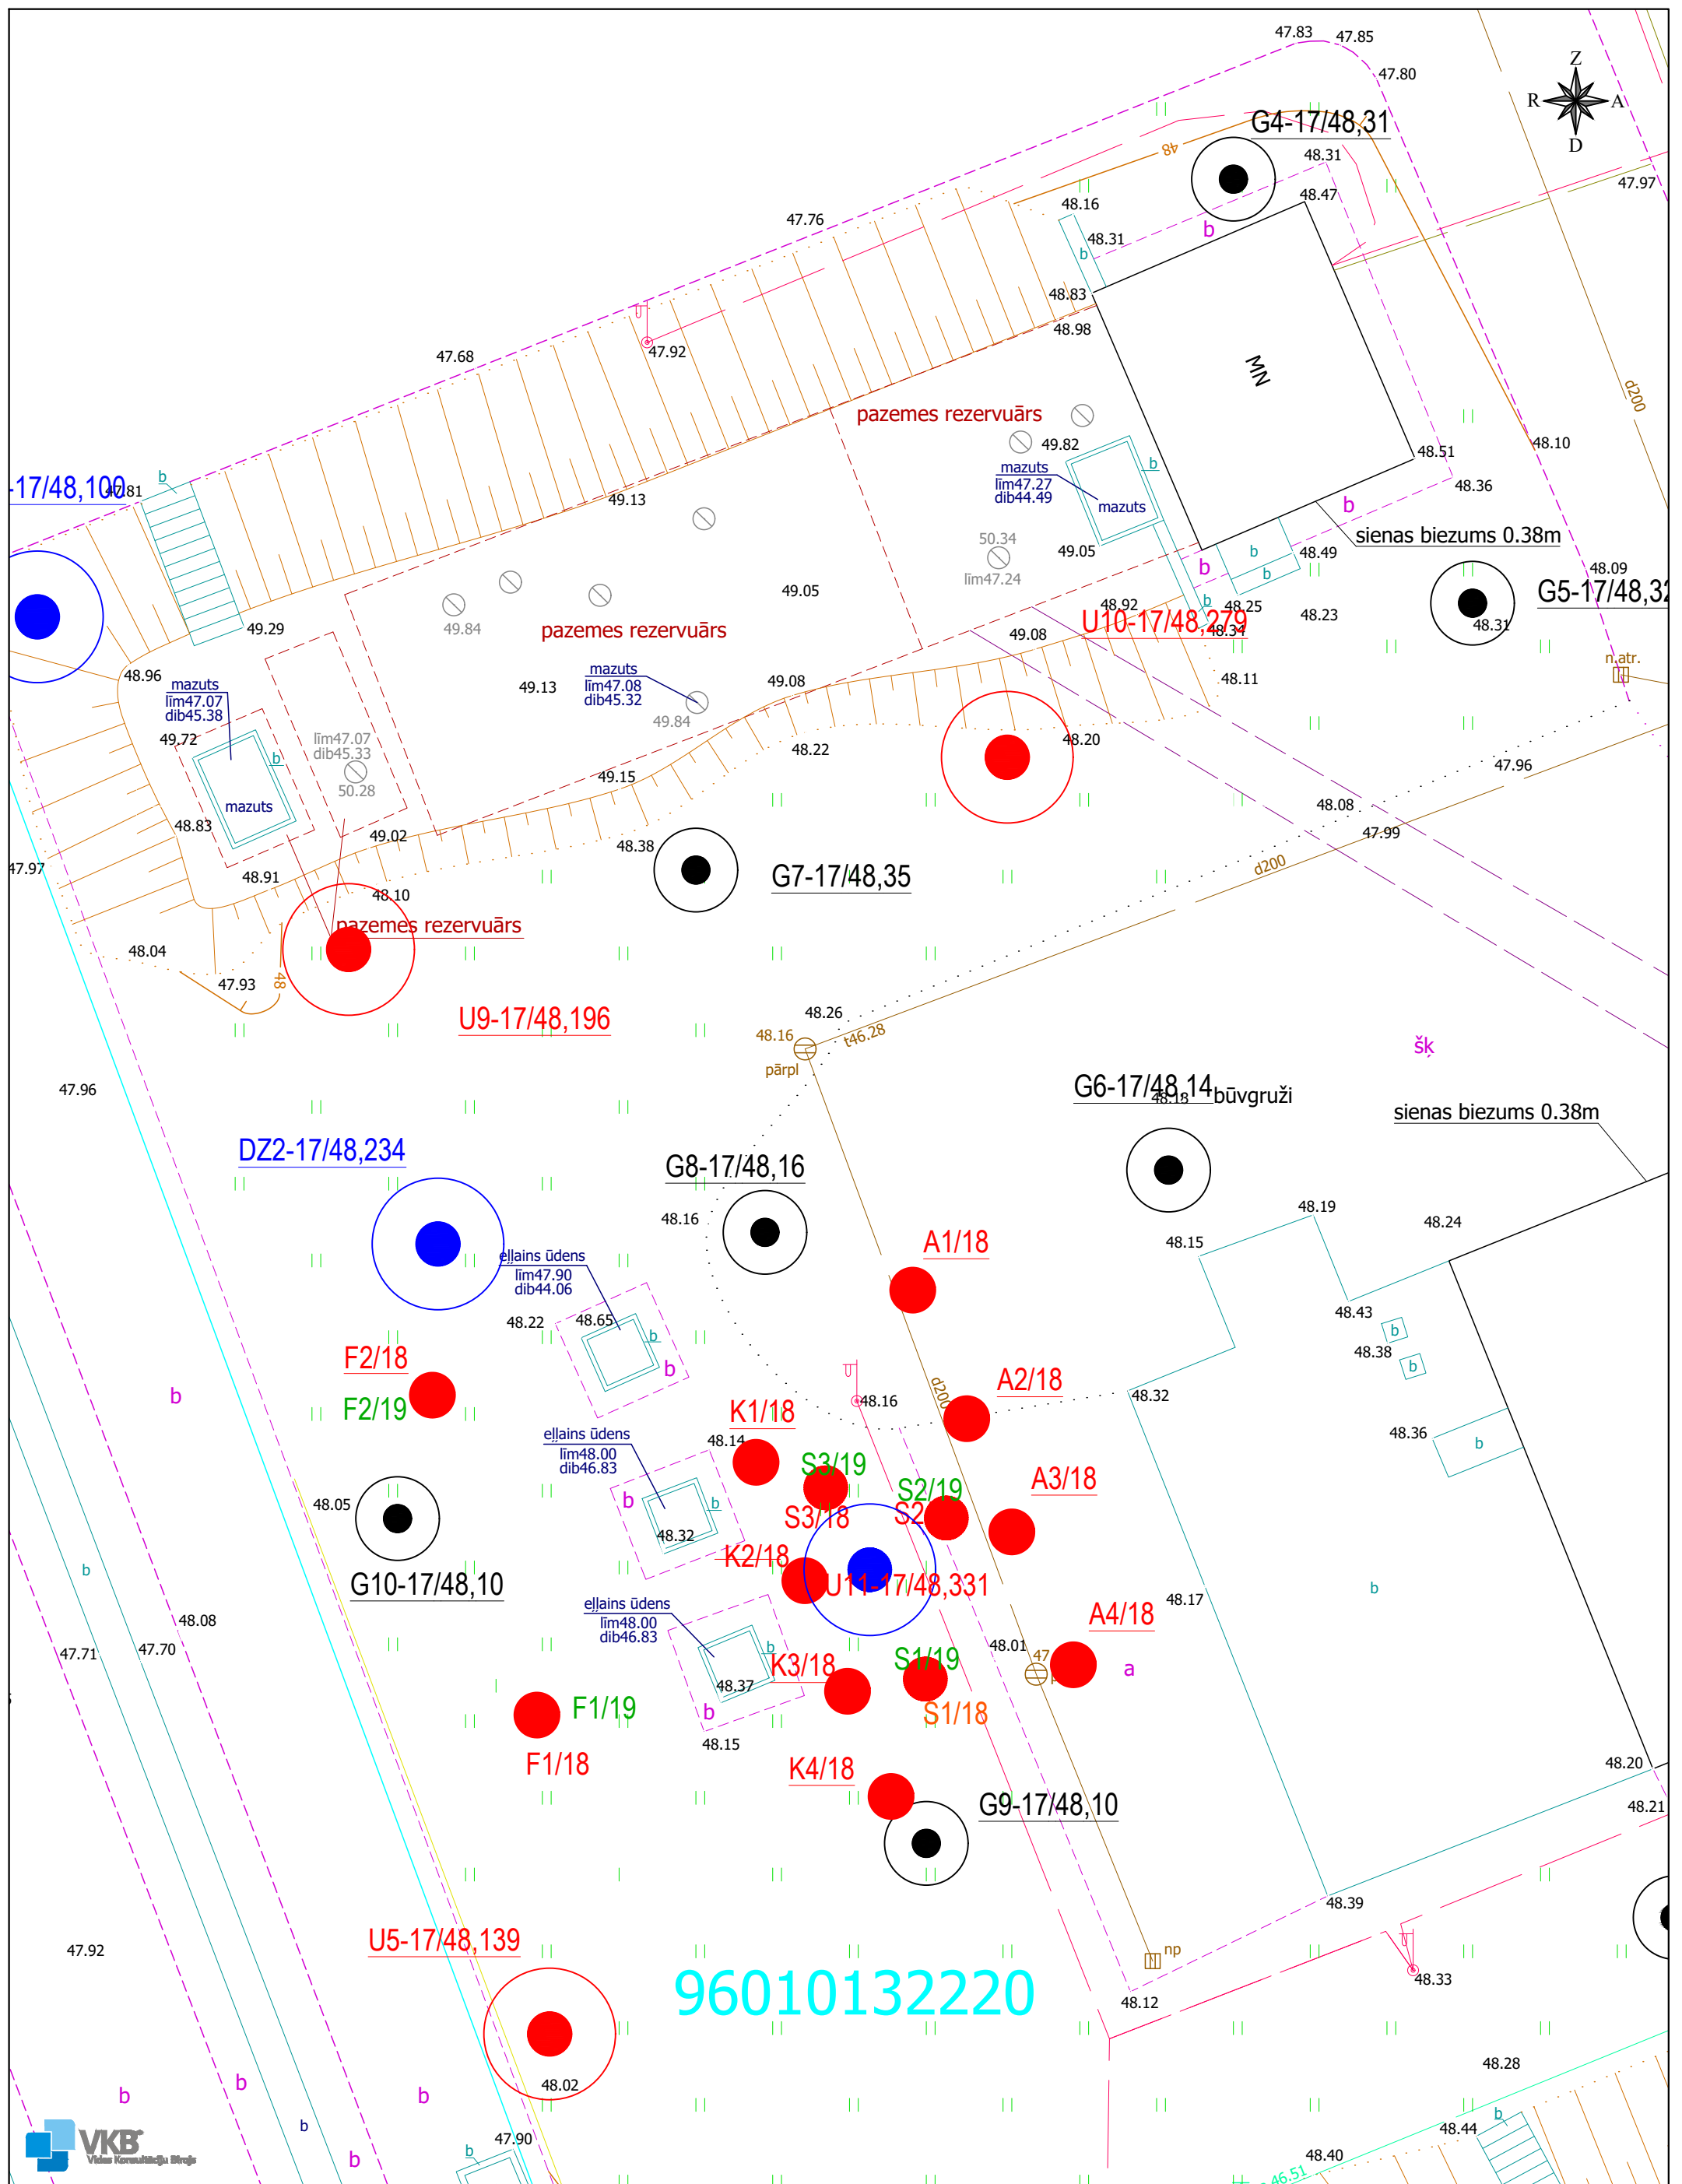 47.83
47.85
47.80
Z
R
A
D
G4-17/48,31
48
48.31
47.97
48.47
48.16
47.76
b
48.31
b
48.83
48.98
47.92
47.68
MN
d200
pazemes rezervuārs
49.82
48.10
48.51
mazuts
līm47.27
dib44.49
b
mazuts
48.36
-17/48,100
47.81
b
49.13
b
sienas biezums 0.38m
50.34
līm47.24
49.05
b
48.49
b
b
48.09
G5-17/48,32
48.31
49.05
48.92
b
48.25
48.23
U10-17/48,279
48.34
49.84
pazemes rezervuārs
49.29
49.08
n.atr.
48.96
mazuts
līm47.07
dib45.38
mazuts
līm47.08
dib45.32
49.13
49.08
48.11
49.84
49.72
līm47.07
dib45.33
b
50.28
48.22
48.20
47.96
49.15
mazuts
48.08
48.83
49.02
47.99
48.38
47.97
48.91
G7-17/48,35
d200
48.10
pazemes rezervuārs
48.04
47.93
48
U9-17/48,196
48.26
48.16
t46.28
pārpl
šķ
47.96
G6-17/48,14
48.18
būvgruži
sienas biezums 0.38m
DZ2-17/48,234
G8-17/48,16
48.16
48.19
48.24
A1/18
48.15
eļļains ūdens
līm47.90
dib44.06
48.22
48.65
b
b
48.43
b
48.38
b
F2/18
F2/19
b
A2/18
d200
48.32
48.16
K1/18
48.14
eļļains ūdens
līm48.00
dib46.83
48.36
b
S3/19
S2/19
A3/18
b
b
48.05
48.32
S3/18
S2
K2/18
b
G10-17/48,10
U11-17/48,331
b
48.08
48.17
eļļains ūdens
līm48.00
dib46.83
A4/18
47.71
47.70
b
48.01
47
S1/19
a
K3/18
48.37
b
F1/19
S1/18
48.15
F1/18
K4/18
48.20
G9-17/48,10
48.21
48.39
U5-17/48,139
47.92
np
96010132220
48.33
48.12
48.28
48.02
b
b
b
b
b
VKB
Vides Konsultāciju Birojs
47.90
b
b
48.44
48.40
46.51